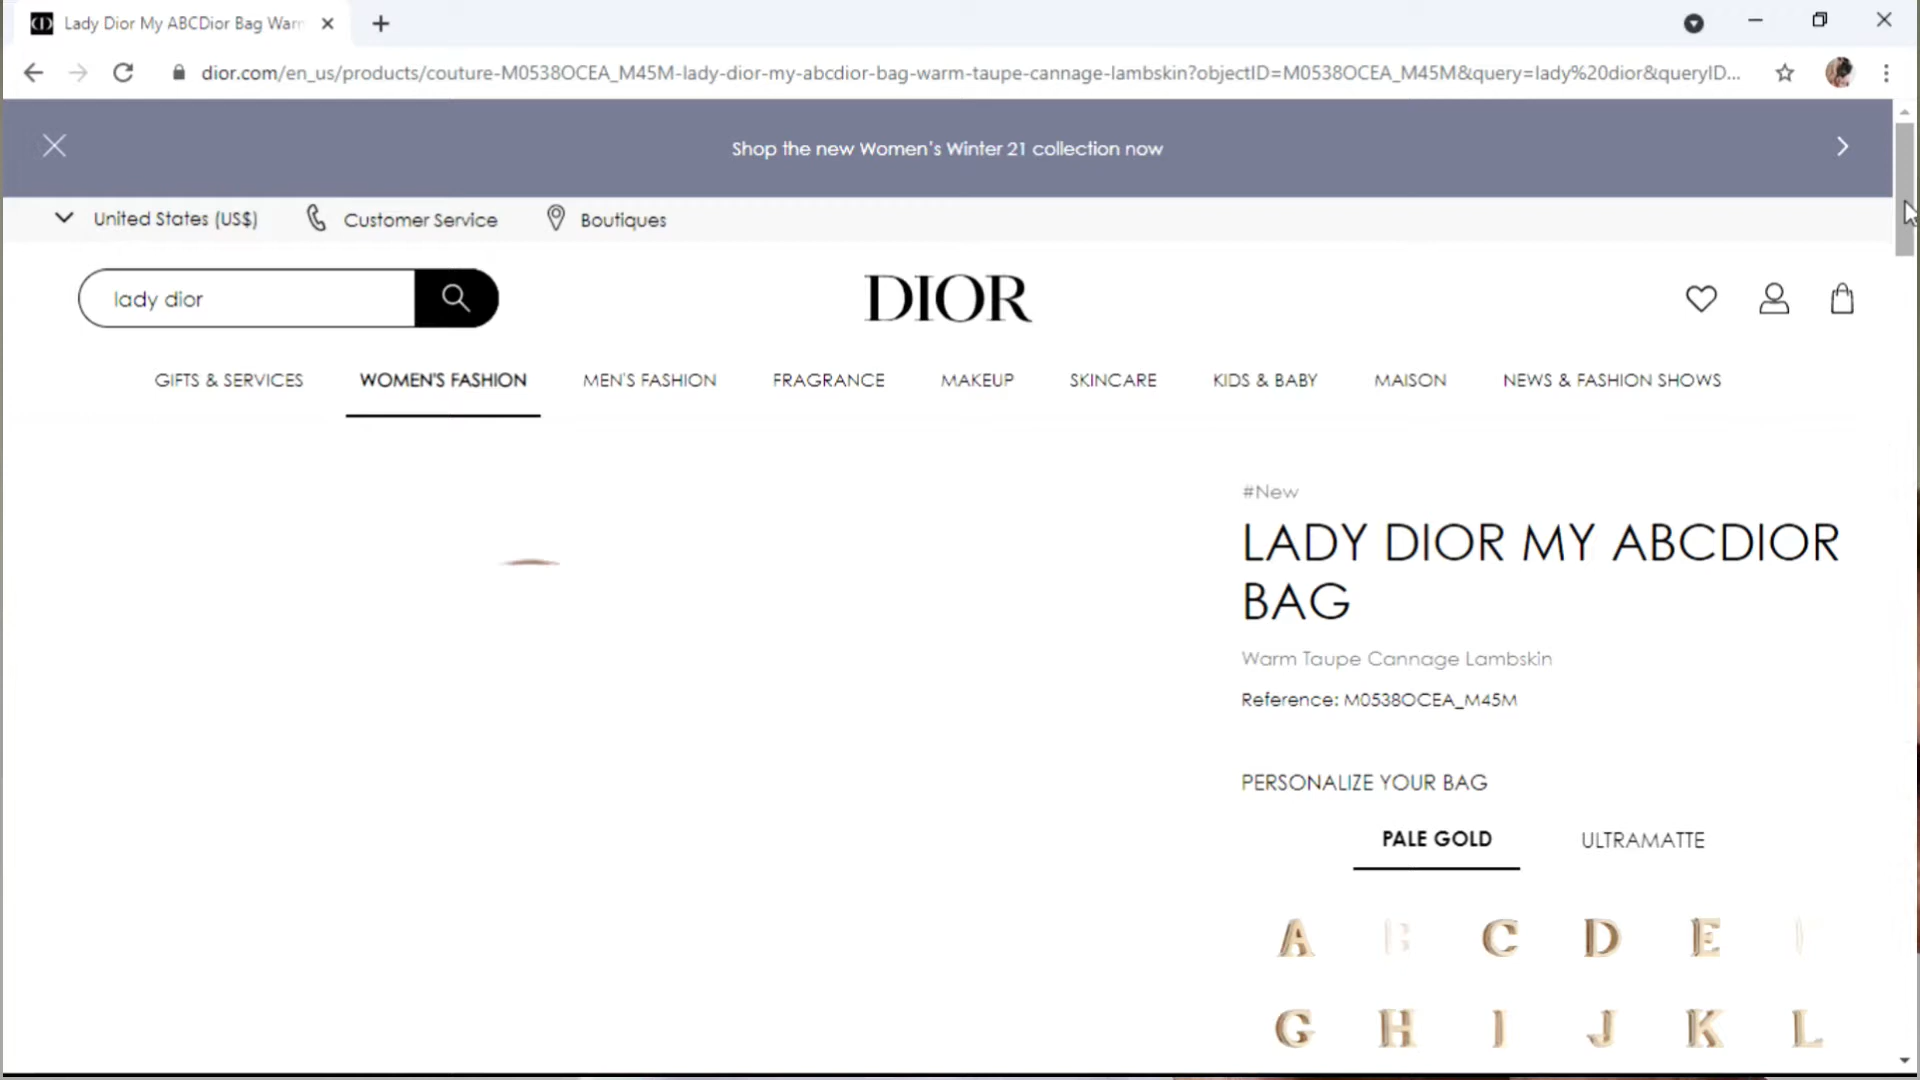 Lady Dior My ABCDior Bag Warm
dior.com/en_us/products/couture-M0538OCEA_M45M-lady-dior-my-abcdior-bag-warm-taupe-cannage-lambskin?objectID=M0538OCEA_M45M&query=lady%20dior&queryID...
Shop the new Women's Winter 21 collection now
United States (US$) Customer Service Boutiques
lady dior
DIOR
GIFTS & SERVICES WOMEN'S FASHION MEN'S FASHION FRAGRANCE MAKEUP SKINCARE KIDS & BABY MAISON NEWS & FASHION SHOWS
#New
LADY DIOR MY ABCDIOR
BAG
Warm Taupe Cannage Lambskin
Reference: M0538OCEA_M45M
PERSONALIZE YOUR BAG
PALE GOLD ULTRAMATTE
A B C D E
G H I J K L